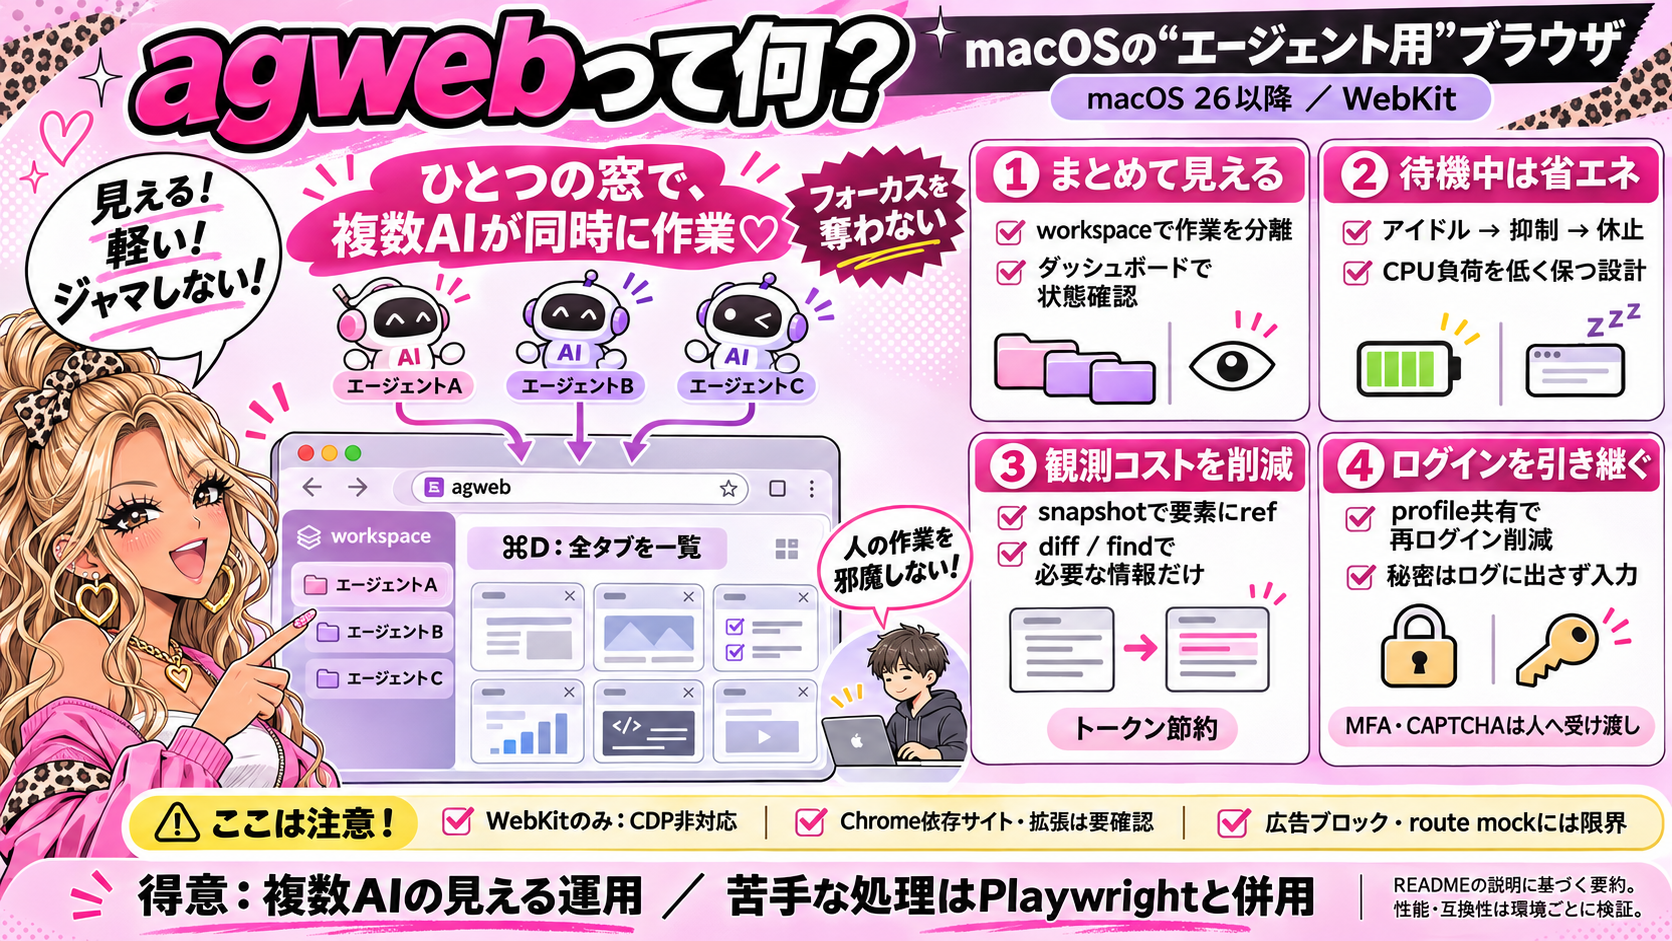 agwebって何?
macOSの“エージェント用”ブラウザ
macOS 26以降 / WebKit
見える!
軽い!
ジャマしない!
ひとつの窓で、
複数AIが同時に作業♡
フォーカスを
奪わない
AI
AI
AI
エージェントA
エージェントB
エージェントC
agweb
workspace
エージェントA
エージェントB
エージェントC
⌘D:全タブを一覧
</>
人の作業を
邪魔しない!
1 まとめて見える
workspaceで作業を分離
ダッシュボードで
状態確認
2 待機中は省エネ
アイドル → 抑制 → 休止
CPU負荷を低く保つ設計
zzz
3 観測コストを削減
snapshotで要素にref
diff / findで
必要な情報だけ
トークン節約
4 ログインを引き継ぐ
profile共有で
再ログイン削減
秘密はログに出さず入力
MFA・CAPTCHAは人へ受け渡し
ここは注意!
WebKitのみ:CDP非対応
Chrome依存サイト・拡張は要確認
広告ブロック・route mockには限界
得意:複数AIの見える運用 / 苦手な処理はPlaywrightと併用
READMEの説明に基づく要約。
性能・互換性は環境ごとに検証。